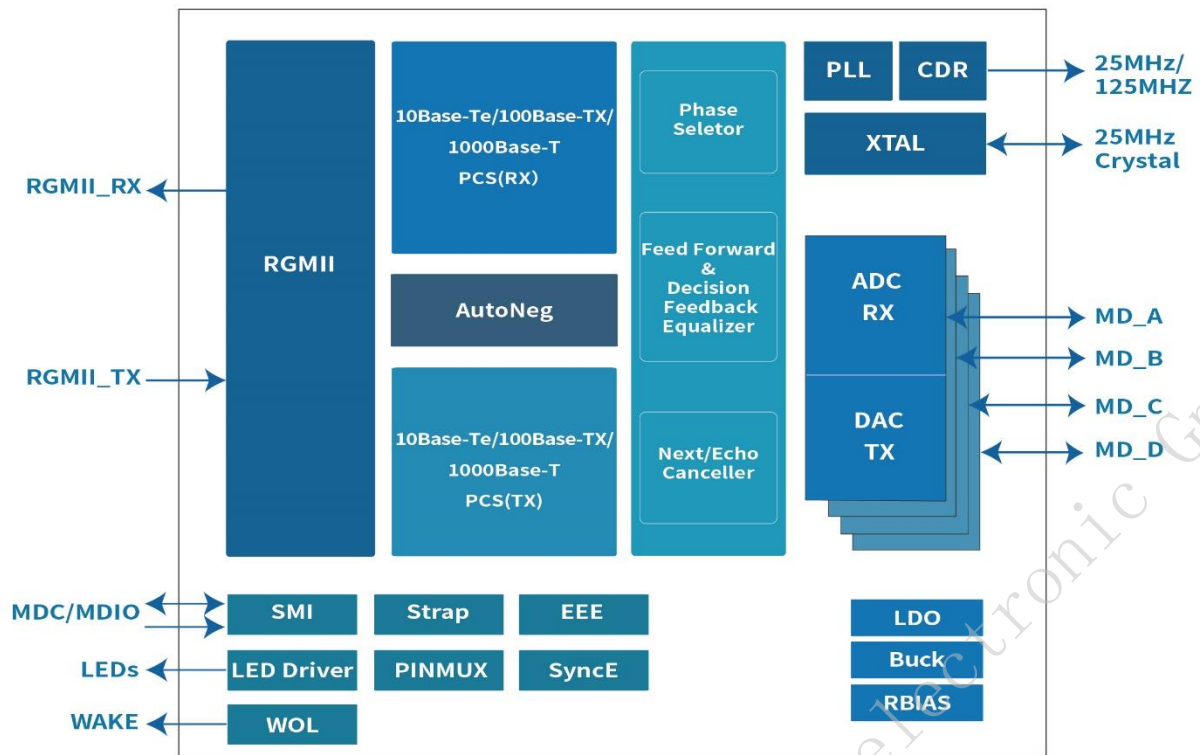 PLL
CDR
25MHz/
125MHZ
10Base-Te/100Base-TX/
1000Base-T
PCS(RX)
Phase
Seletor
XTAL
25MHz
Crystal
RGMII_RX
RGMII
Feed Forward
&
Decision
Feedback
Equalizer
ADC
RX
AutoNeg
MD_A
MD_B
RGMII_TX
MD_C
DAC
TX
MD_D
10Base-Te/100Base-TX/
1000Base-T
PCS(TX)
Next/Echo
Canceller
MDC/MDIO
SMI
Strap
EEE
LDO
LEDs
LED Driver
PINMUX
SyncE
Buck
WAKE
WOL
RBIAS
electronic